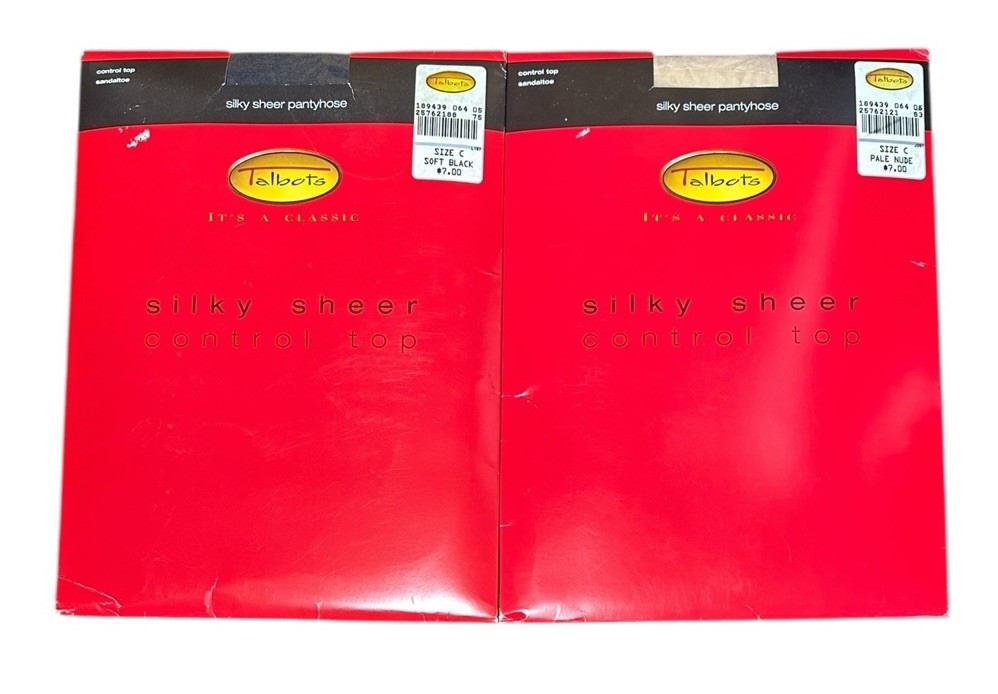 control top
sandaltoe
silky sheer pantyhose
Talbots
189439 064 05
25762180 75
SIZE C
SOFT BLACK
$7.00
Talbots
IT'S A CLASSIC
silky sheer
control top
control top
sandaltoe
silky sheer pantyhose
Talbots
189439 064 05
25762121 83
SIZE C
PALE NUDE
$7.00
Talbots
IT'S A CLASSIC
silky sheer
control top